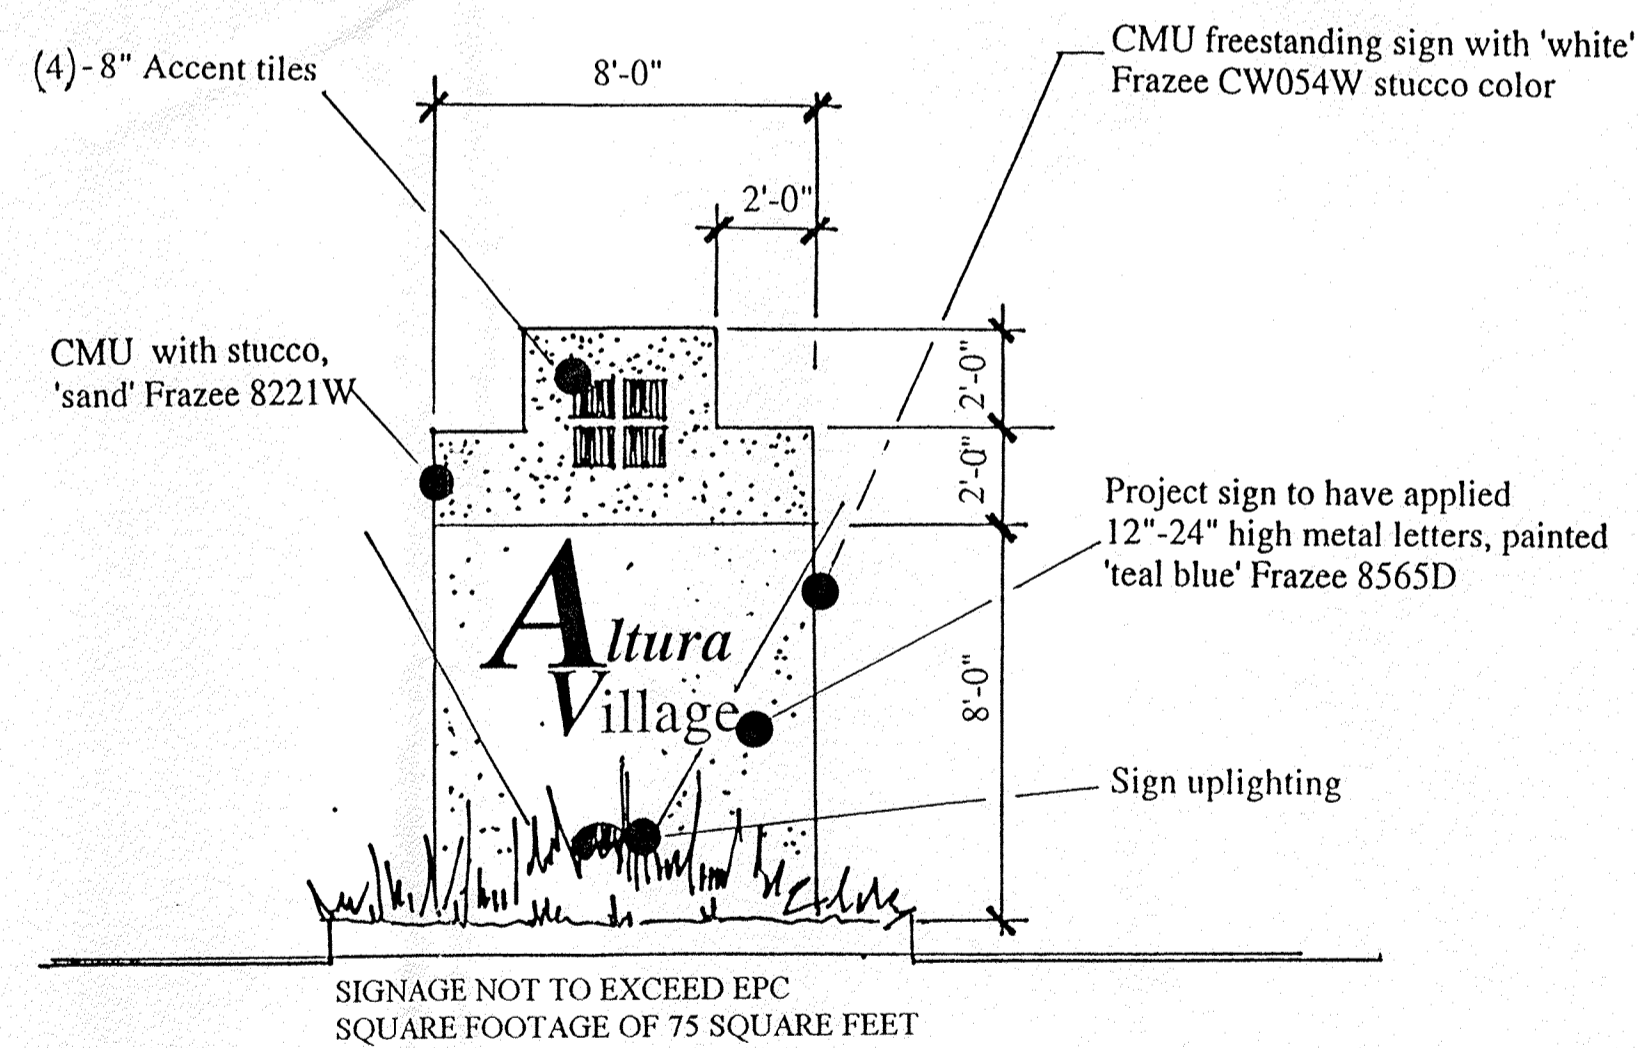 (4)-8" Accent tiles
8'-0"
CMU freestanding sign with 'white'
Frazee CW054W stucco color
2'-0"
CMU with stucco,
'sand' Frazee 8221W
2'-0"
2'-0"
Project sign to have applied
12"-24" high metal letters, painted
'teal blue' Frazee 8565D
Altura
Village
8'-0"
Sign uplighting
SIGNAGE NOT TO EXCEED EPC
SQUARE FOOTAGE OF 75 SQUARE FEET